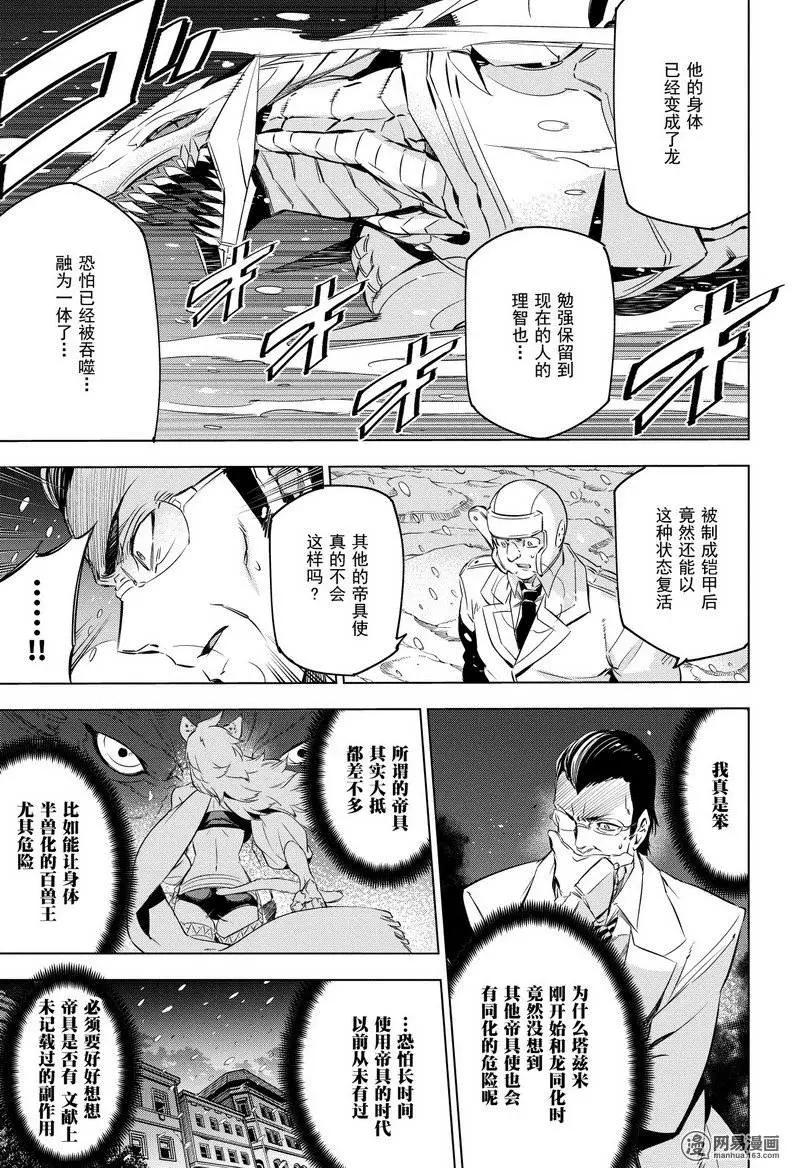 他的身体
已经变成了龙
勉强保留到
现在的人的
理智也…
恐怕已经被吞噬…
融为一体了…
ゴ
ォ
ォ
ォ
ォ
被制成铠甲后
竟然还能以
这种状态复活
其他的帝具使
真的不会
这样吗？
……!!
我真是笨
为什么塔兹米
刚开始和龙同化时
竟然没想到
其他帝具使也会
有同化的危险呢
所谓的帝具
其实大抵
都差不多
比如能让身体
半兽化的百兽王
尤其危险
…恐怕长时间
使用帝具的时代
以前从未有过
必须要好好想想
帝具是否有 文献上
未记载过的副作用
网易漫画
manhua.163.com